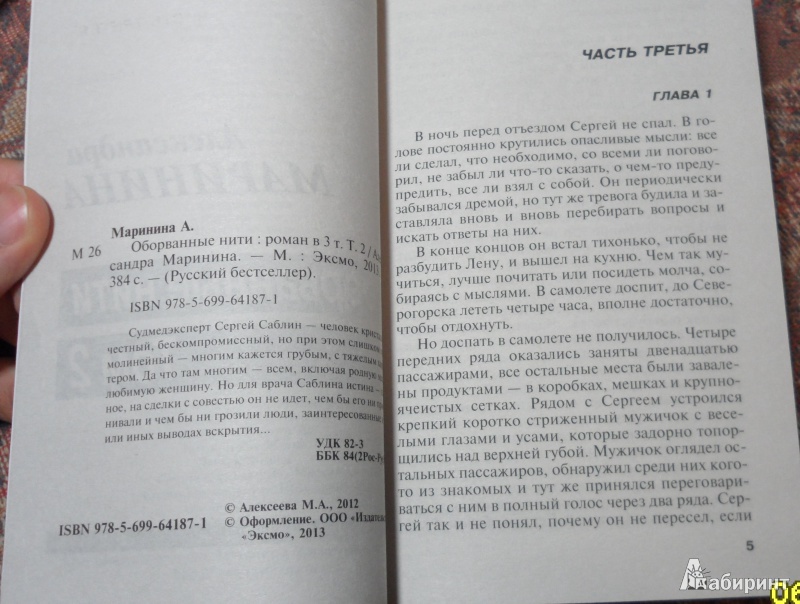 Маринина А.
М 26
Оборванные нити : роман в 3 т. Т. 2 /
сандра Маринина. — М. : Эксмо, 2013
384 с. — (Русский бестселлер).
ISBN 978-5-699-64187-1
Судмедэксперт Сергей Саблин — человек
честный, бескомпромиссный, но при этом слишком
молинейный — многим кажется грубым, с тяжелым
тером. Да что там многим — всем, включая родную
любимую женщину. Но для врача Саблина истина —
ное, на сделки с совестью он не идет, чем бы его ни
нивали и чем бы ни грозили люди, заинтересованные
или иных выводах вскрытия...
УДК 82-3
ББК 84(2Рос-Ру
© Алексеева М.А., 2012
ISBN 978-5-699-64187-1
© Оформление. ООО «Издател
«Эксмо», 2013
ЧАСТЬ ТРЕТЬЯ
ГЛАВА 1
В ночь перед отъездом Сергей не спал. В го-
лове постоянно крутились опасливые мысли: все
ли сделал, что необходимо, со всеми ли погово-
рил, не забыл ли что-то сказать, о чем-то преду-
предить, все ли взял с собой. Он периодически
забывался дремой, но тут же тревога будила и за-
ставляла вновь и вновь перебирать вопросы и
искать ответы на них.
В конце концов он встал тихонько, чтобы не
разбудить Лену, и вышел на кухню. Чем так му-
читься, лучше почитать или посидеть молча, со-
бираясь с мыслями. В самолете доспит, до Севе-
рогорска лететь четыре часа, вполне достаточно,
чтобы отдохнуть.
Но доспать в самолете не получилось. Четыре
передних ряда оказались заняты двенадцатью
пассажирами, все остальные места были завале-
ны продуктами — в коробках, мешках и крупно-
ячеистых сетках. Рядом с Сергеем устроился
крепкий коротко стриженный мужичок с весе-
лыми глазами и усами, которые задорно топор-
щились над верхней губой. Мужичок оглядел ос-
тальных пассажиров, обнаружил среди них кого-
то из знакомых и тут же принялся переговари-
ваться с ним в полный голос через два ряда. Сер-
гей так и не понял, почему он не пересел, если
5
Лабиринт
06